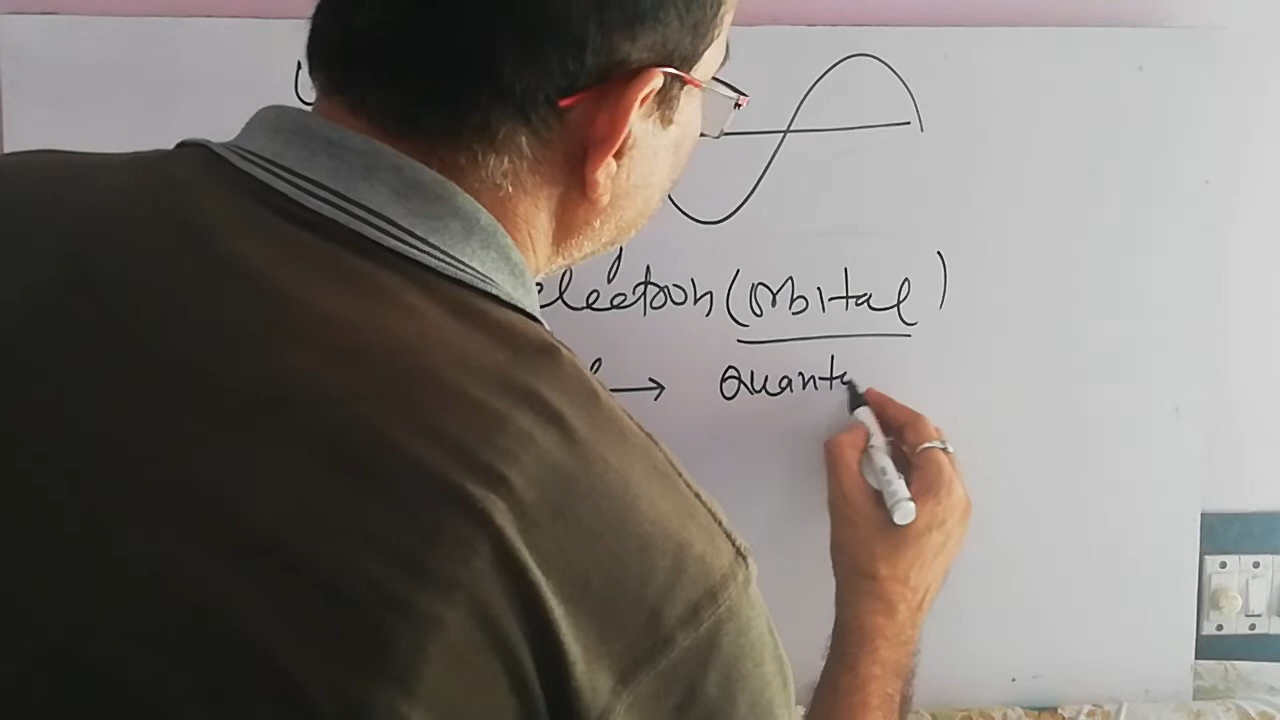 electron (orbital)
→ Quant